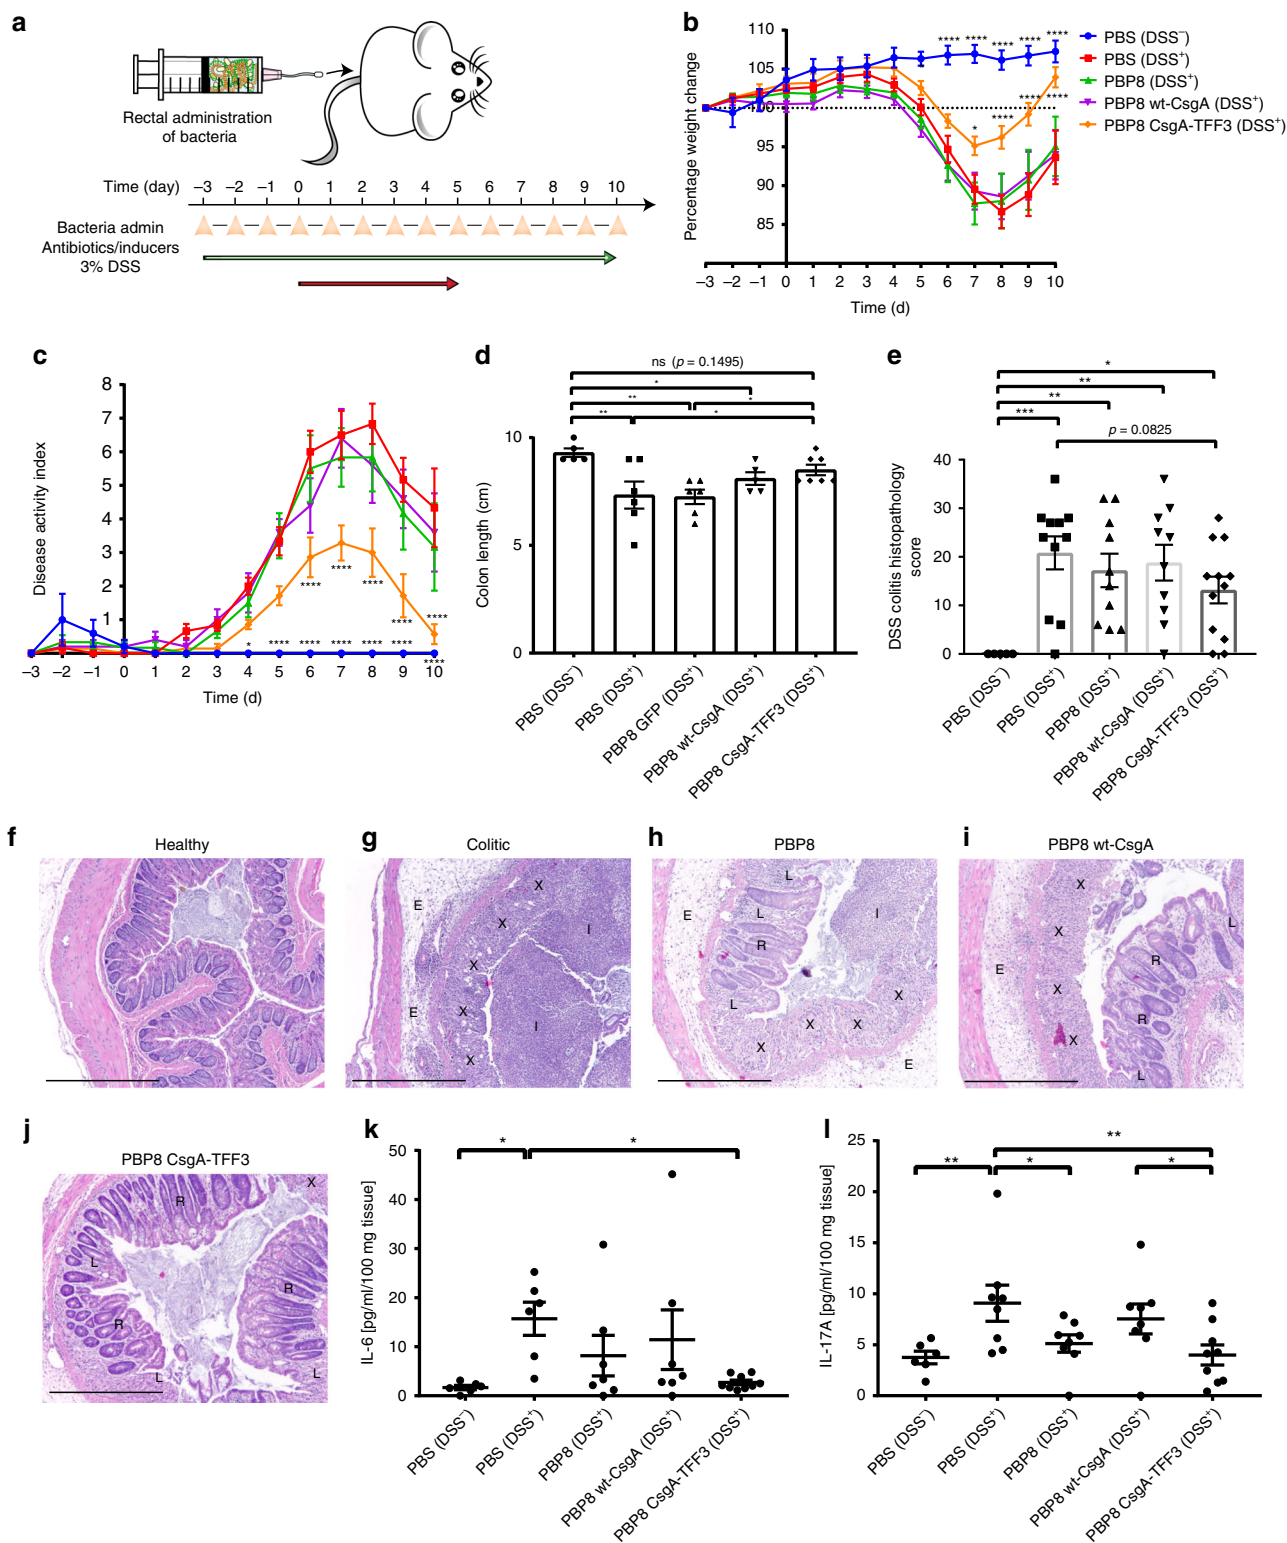 a
Rectal administration
of bacteria
Time (day)
–3 –2 –1 0 1 2 3 4 5 6 7 8 9 10
Bacteria admin
Antibiotics/inducers
3% DSS
b
Percentage weight change
110
105
100
95
90
85
–3 –2 –1 0 1 2 3 4 5 6 7 8 9 10
Time (d)
**** **** **** **** ****
* **** **** ****
PBS (DSS⁻)
PBS (DSS⁺)
PBP8 (DSS⁺)
PBP8 wt-CsgA (DSS⁺)
PBP8 CsgA-TFF3 (DSS⁺)
c
Disease activity index
8
7
6
5
4
3
2
1
–3 –2 –1 0 1 2 3 4 5 6 7 8 9 10
Time (d)
**** **** **** **** ****
* **** **** **** **** **** ****
d
ns (p = 0.1495)
*
** *
** *
Colon length (cm)
10
5
0
PBS (DSS⁻)
PBS (DSS⁺)
PBP8 GFP (DSS⁺)
PBP8 wt-CsgA (DSS⁺)
PBP8 CsgA-TFF3 (DSS⁺)
e
*
**
**
***
p = 0.0825
DSS colitis histopathology
score
40
30
20
10
0
PBS (DSS⁻)
PBS (DSS⁺)
PBP8 (DSS⁺)
PBP8 wt-CsgA (DSS⁺)
PBP8 CsgA-TFF3 (DSS⁺)
f
Healthy
g
Colitic
E
E
X
X
X
X
X
I
I
h
PBP8
L
E
L
I
R
L
X
X
X
X
E
i
PBP8 wt-CsgA
X
L
X
E
R
X
R
X
L
j
PBP8 CsgA-TFF3
R
X
L
R
R
L
L
k
* *
IL-6 [pg/ml/100 mg tissue]
50
40
30
20
10
0
PBS (DSS⁻)
PBS (DSS⁺)
PBP8 (DSS⁺)
PBP8 wt-CsgA (DSS⁺)
PBP8 CsgA-TFF3 (DSS⁺)
l
**
** * *
IL-17A [pg/ml/100 mg tissue]
25
20
15
10
5
0
PBS (DSS⁻)
PBS (DSS⁺)
PBP8 (DSS⁺)
PBP8 wt-CsgA (DSS⁺)
PBP8 CsgA-TFF3 (DSS⁺)